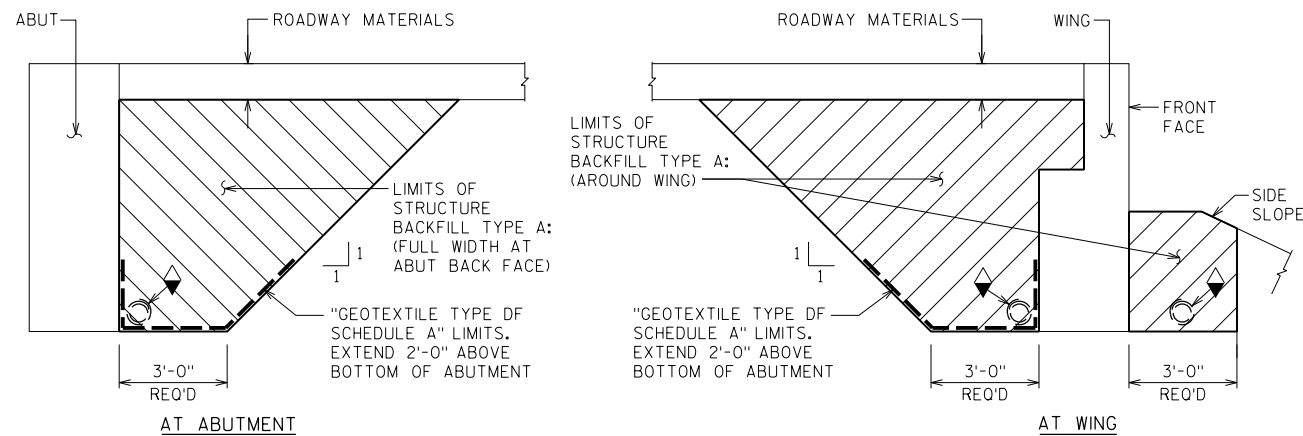 ABUT
ROADWAY MATERIALS
LIMITS OF
STRUCTURE
BACKFILL TYPE A:
(FULL WIDTH AT
ABUT BACK FACE)
1
1
"GEOTEXTILE TYPE DF
SCHEDULE A" LIMITS.
EXTEND 2'-0" ABOVE
BOTTOM OF ABUTMENT
3'-0"
REQ'D
AT ABUTMENT
ROADWAY MATERIALS
WING
FRONT
FACE
LIMITS OF
STRUCTURE
BACKFILL TYPE A:
(AROUND WING)
SIDE
SLOPE
1
1
"GEOTEXTILE TYPE DF
SCHEDULE A" LIMITS.
EXTEND 2'-0" ABOVE
BOTTOM OF ABUTMENT
3'-0"
REQ'D
3'-0"
REQ'D
AT WING